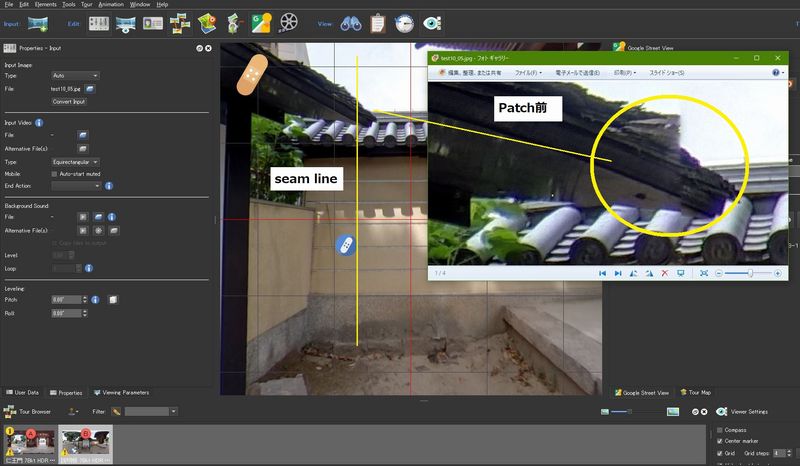 File Edit Elements Tour Animation Window Help
Input: Edit: View:
Properties - Input
Input Image:
Type: Auto
File: test10_05.jpg
Convert Input
Input Video:
File: -
Alternative File(s): -
Type: Equirectangular
Mobile: Auto-start muted
End Action:
Background Sound:
File: -
Alternative File(s): -
Copy files to output
Level
Loop:
Leveling:
Pitch 0.00°
Roll 0.00°
User Data Properties Viewing Parameters
seam line
Google Street View
test10_05.jpg - フォト ギャラリー
編集、整理、または共有 ファイル(F) 電子メールで送信(E) 印刷(P) スライド ショー(S)
Patch前
1 / 4
Google Street View Tour Map
Tour Browser Filter:
A B
Viewer Settings
Compass
Center marker
Grid Grid steps: 4